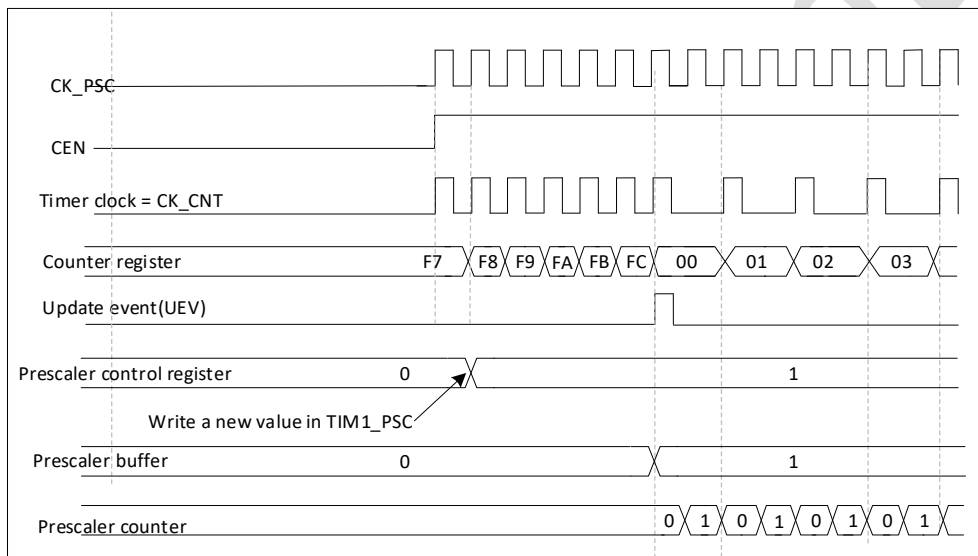 CK_PSC
CEN
Timer clock = CK_CNT
Counter register F7 F8 F9 FA FB FC 00 01 02 03
Update event(UEV)
Prescaler control register 0 1
Write a new value in TIM1_PSC
Prescaler buffer 0 1
Prescaler counter 0 1 0 1 0 1 0 1